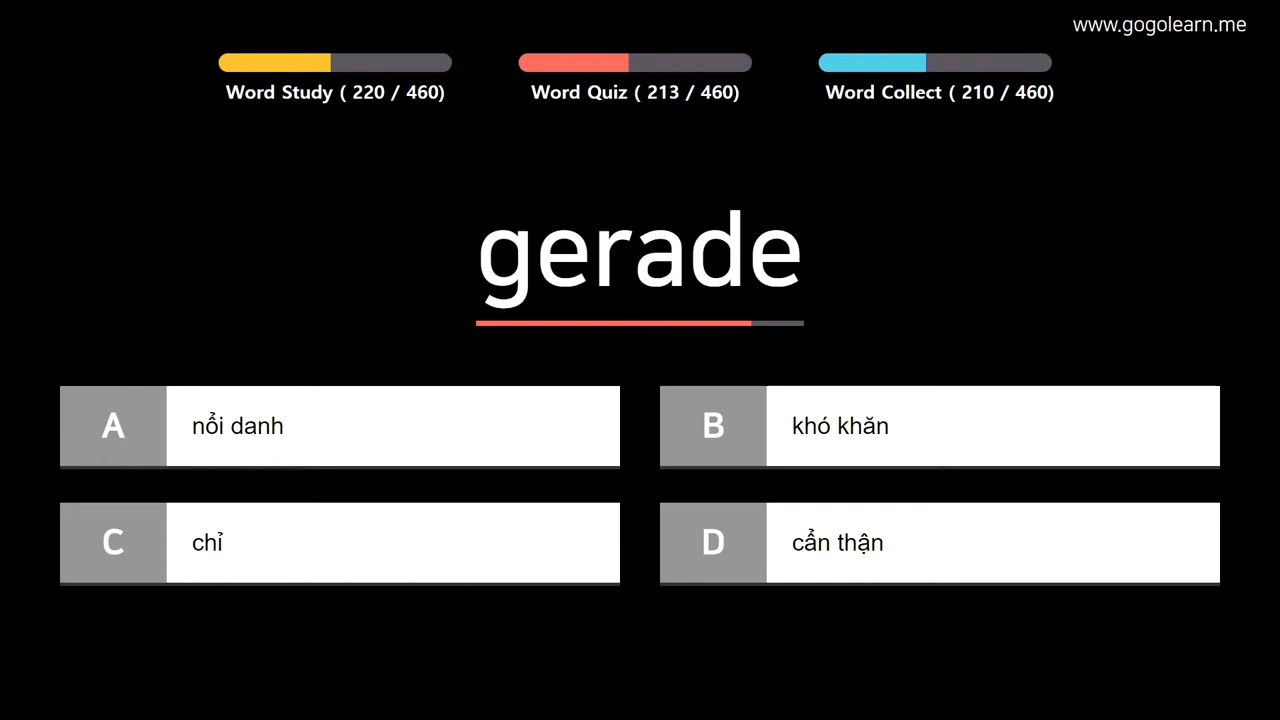 www.gogolearn.me
Word Study ( 220 / 460)
Word Quiz ( 213 / 460)
Word Collect ( 210 / 460)
gerade
A nổi danh
B khó khăn
C chỉ
D cẩn thận